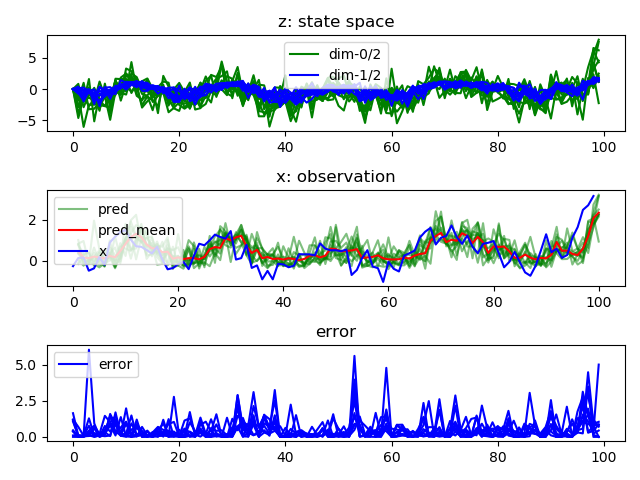 z: state space
5
0
−5
dim-0/2
dim-1/2
0 20 40 60 80 100
x: observation
2
0
pred
pred_mean
x
0 20 40 60 80 100
error
5.0
2.5
0.0
error
0 20 40 60 80 100